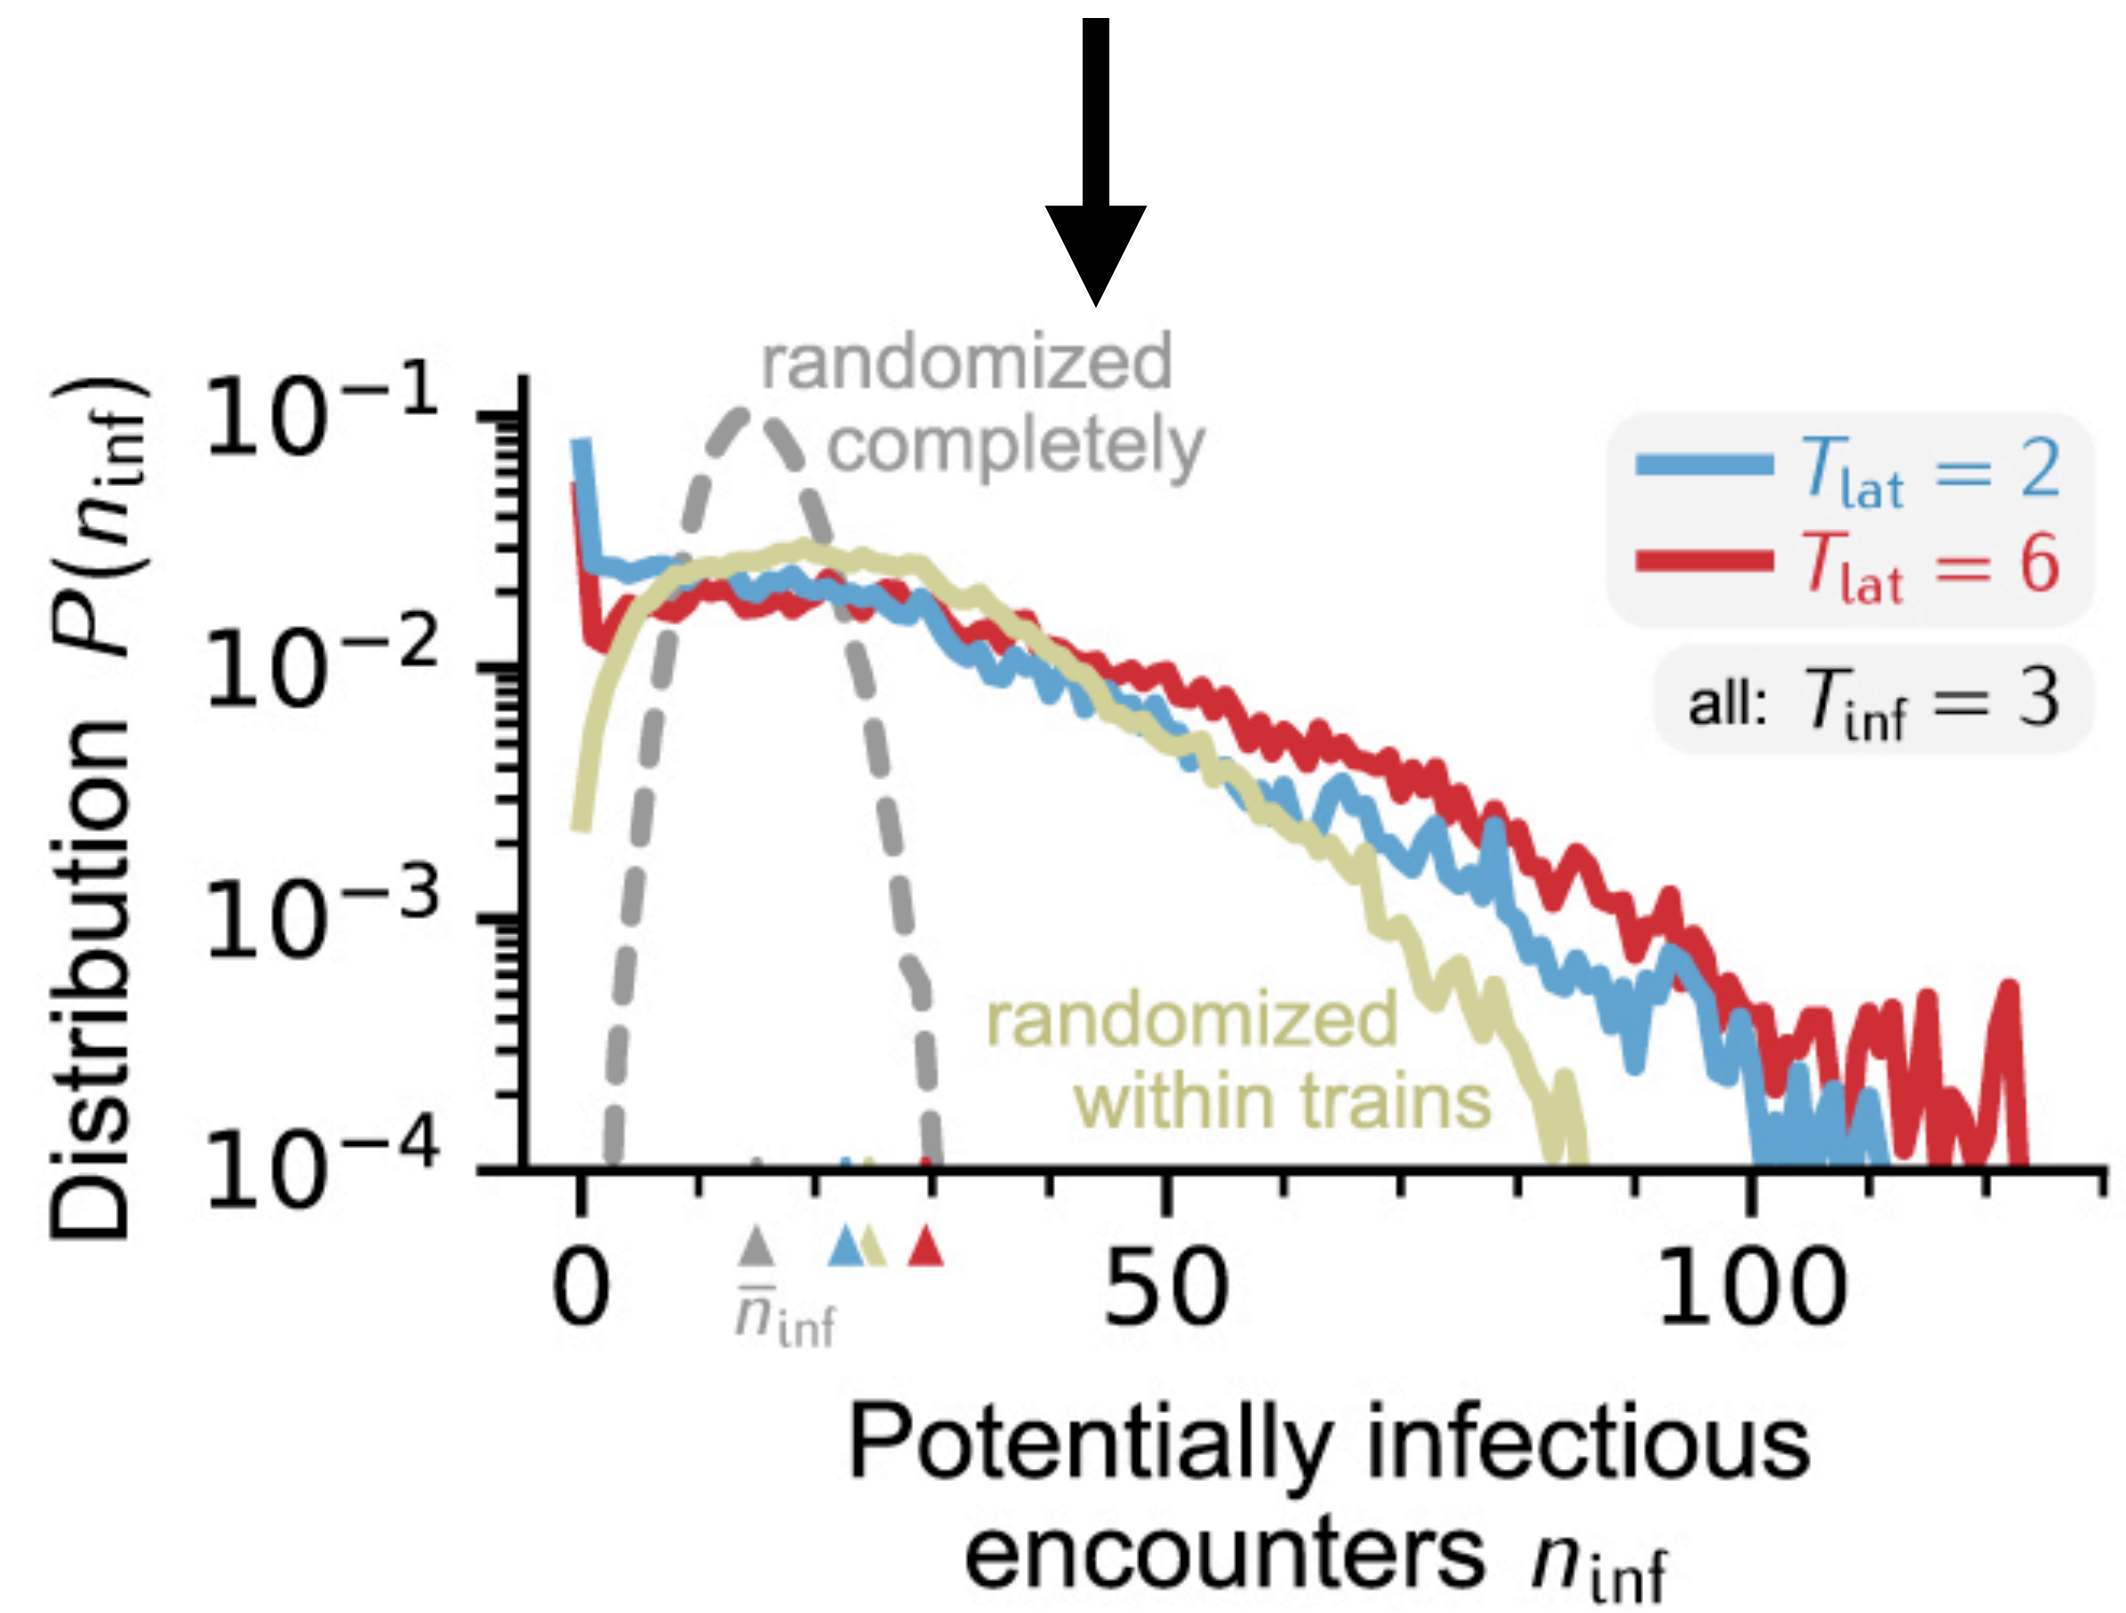 randomized
completely
Distribution P(n_inf)
10⁻¹
10⁻²
10⁻³
10⁻⁴
T_lat = 2
T_lat = 6
all: T_inf = 3
randomized
within trains
0
50
100
n̄_inf
Potentially infectious
encounters n_inf